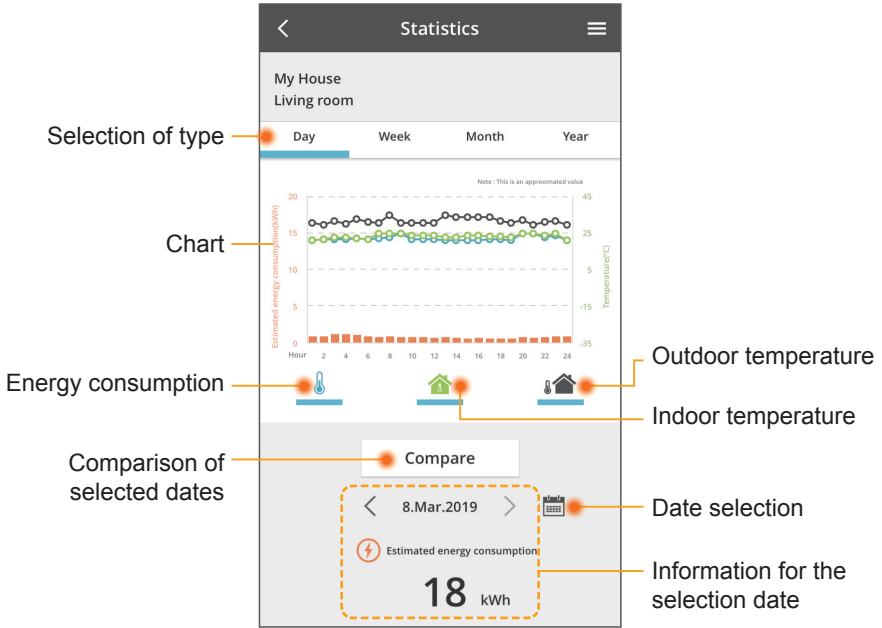 Statistics
My House
Living room
Selection of type
Day Week Month Year
Note : This is an approximated value
Chart
Estimated energy consumption(kWh)
20
15
10
5
0
45
25
5
-15
-35
Temperature(°C)
Hour 2 4 6 8 10 12 14 16 18 20 22 24
Energy consumption
Outdoor temperature
Indoor temperature
Comparison of
selected dates
Compare
8.Mar.2019
Date selection
Estimated energy consumption
18 kWh
Information for the
selection date